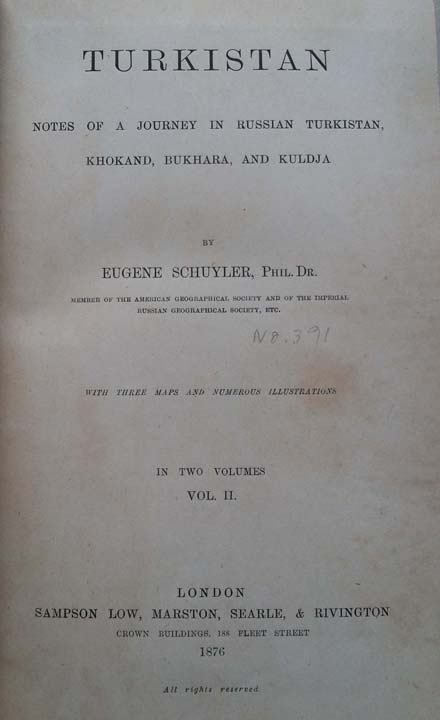 TURKISTAN
NOTES OF A JOURNEY IN RUSSIAN TURKISTAN,
KHOKAND, BUKHARA, AND KULDJA
BY
EUGENE SCHUYLER, PHIL. DR.
MEMBER OF THE AMERICAN GEOGRAPHICAL SOCIETY AND OF THE IMPERIAL
RUSSIAN GEOGRAPHICAL SOCIETY, ETC.
No. 391
WITH THREE MAPS AND NUMEROUS ILLUSTRATIONS
IN TWO VOLUMES
VOL. II.
LONDON
SAMPSON LOW, MARSTON, SEARLE, & RIVINGTON
CROWN BUILDINGS, 188 FLEET STREET
1876
All rights reserved